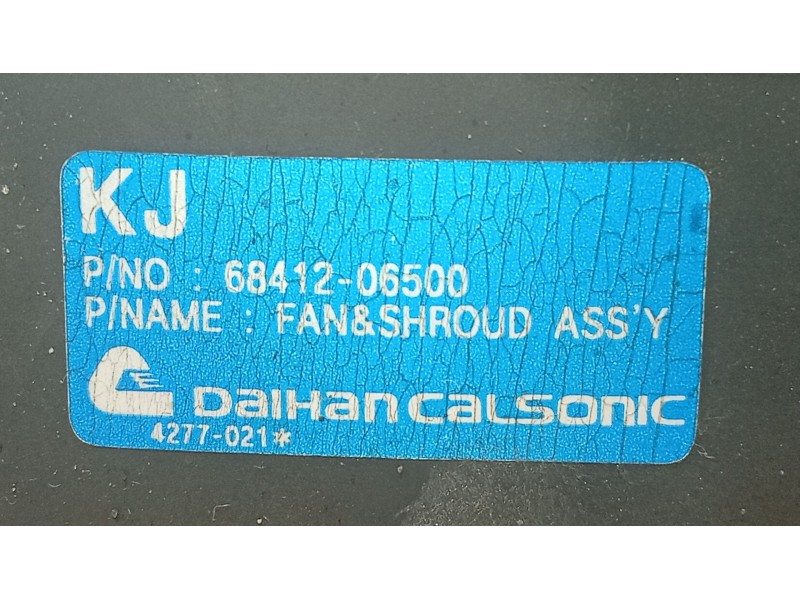 KJ
P/NO : 68412-06500
P/NAME : FAN&SHROUD ASS'Y
DAIHAN CALSONIC
4277-021*